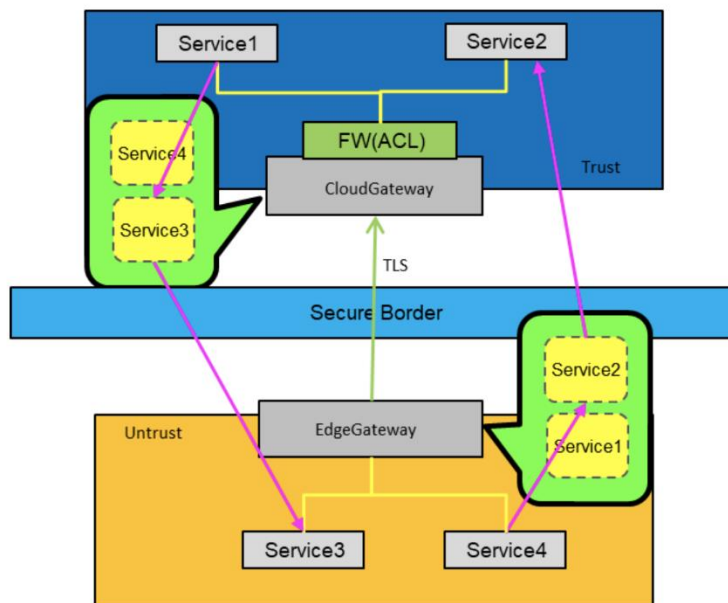 Service1
Service2
FW(ACL)
Service4
Trust
CloudGateway
Service3
TLS
Secure Border
Service2
Untrust
EdgeGateway
Service1
Service3
Service4